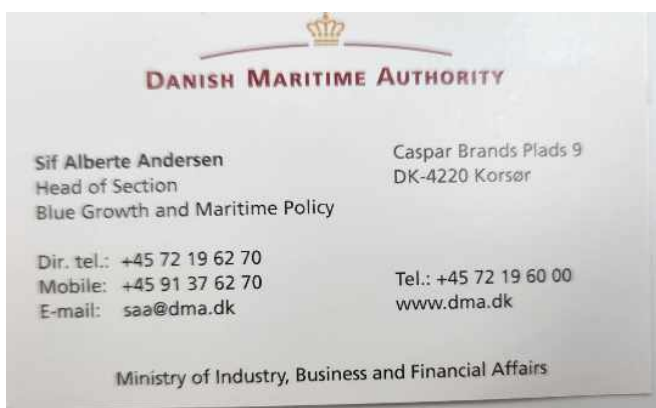 DANISH MARITIME AUTHORITY
Sif Alberte Andersen
Head of Section
Blue Growth and Maritime Policy
Caspar Brands Plads 9
DK-4220 Korsør
Dir. tel.: +45 72 19 62 70
Mobile: +45 91 37 62 70
E-mail: saa@dma.dk
Tel.: +45 72 19 60 00
www.dma.dk
Ministry of Industry, Business and Financial Affairs